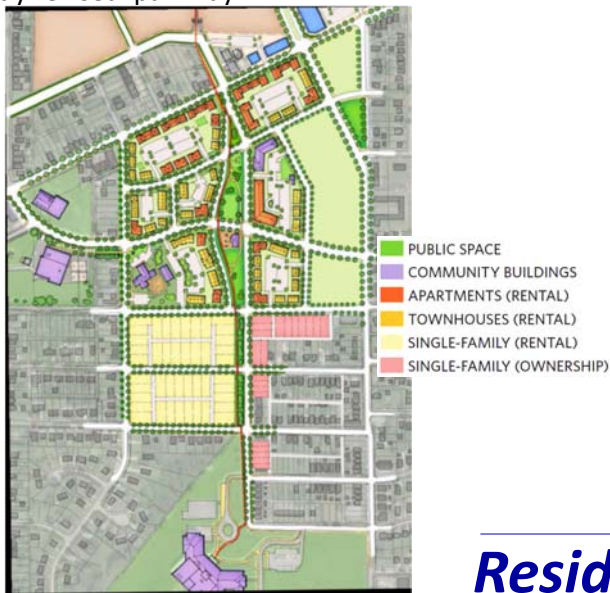 PUBLIC SPACE
COMMUNITY BUILDINGS
APARTMENTS (RENTAL)
TOWNHOUSES (RENTAL)
SINGLE-FAMILY (RENTAL)
SINGLE-FAMILY (OWNERSHIP)
Resid